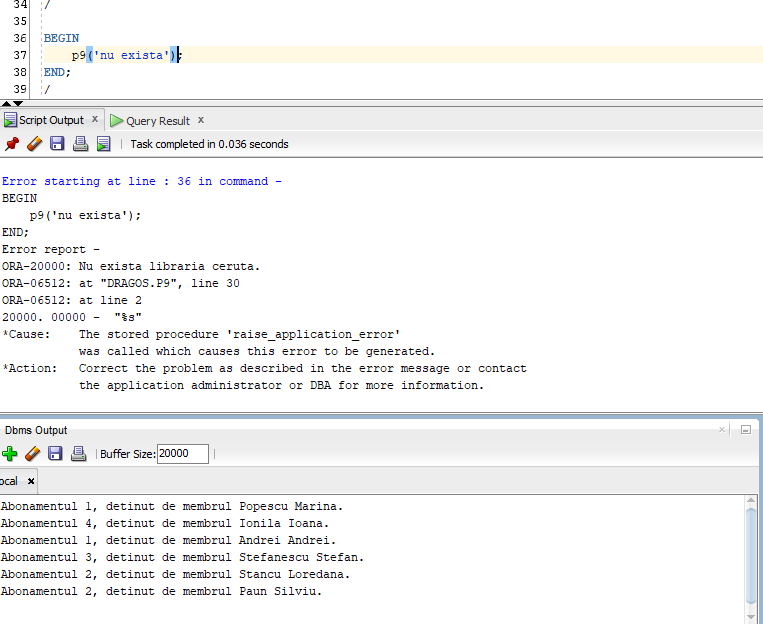 34 /
35
36 BEGIN
37 p9('nu exista');
38 END;
39 /
Script Output x Query Result x
Task completed in 0.036 seconds
Error starting at line : 36 in command -
BEGIN
p9('nu exista');
END;
Error report -
ORA-20000: Nu exista libraria ceruta.
ORA-06512: at "DRAGOS.P9", line 30
ORA-06512: at line 2
20000. 00000 - "%s"
*Cause: The stored procedure 'raise_application_error'
was called which causes this error to be generated.
*Action: Correct the problem as described in the error message or contact
the application administrator or DBA for more information.
Dbms Output
Buffer Size: 20000
ocal x
Abonamentul 1, detinut de membrul Popescu Marina.
Abonamentul 4, detinut de membrul Ionila Ioana.
Abonamentul 1, detinut de membrul Andrei Andrei.
Abonamentul 3, detinut de membrul Stefanescu Stefan.
Abonamentul 2, detinut de membrul Stancu Loredana.
Abonamentul 2, detinut de membrul Paun Silviu.